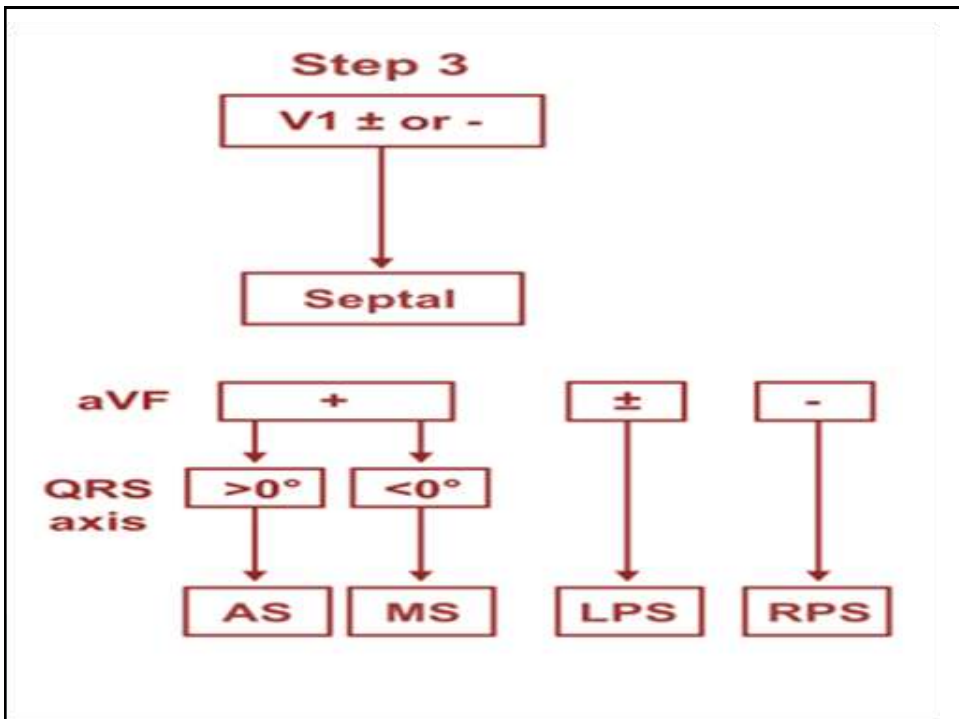 Step 3
V1 ± or -
Septal
aVF + ± -
QRS axis >0° <0°
AS MS LPS RPS